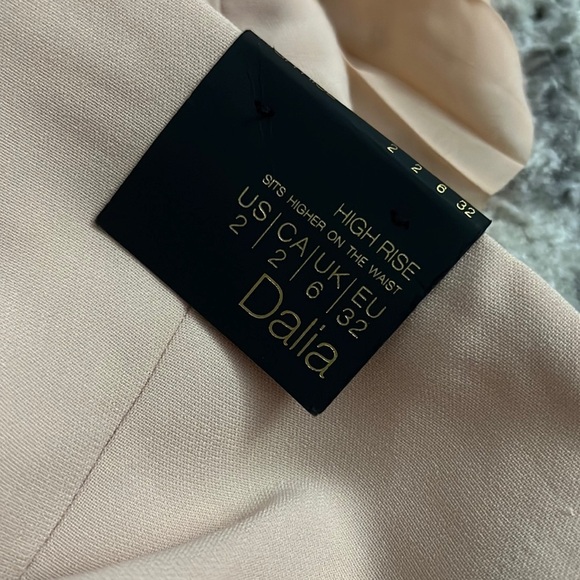 2 2 6 32
HIGH RISE
SITS HIGHER ON THE WAIST
US | CA | UK | EU
2 | 2 | 6 | 32
Dalia